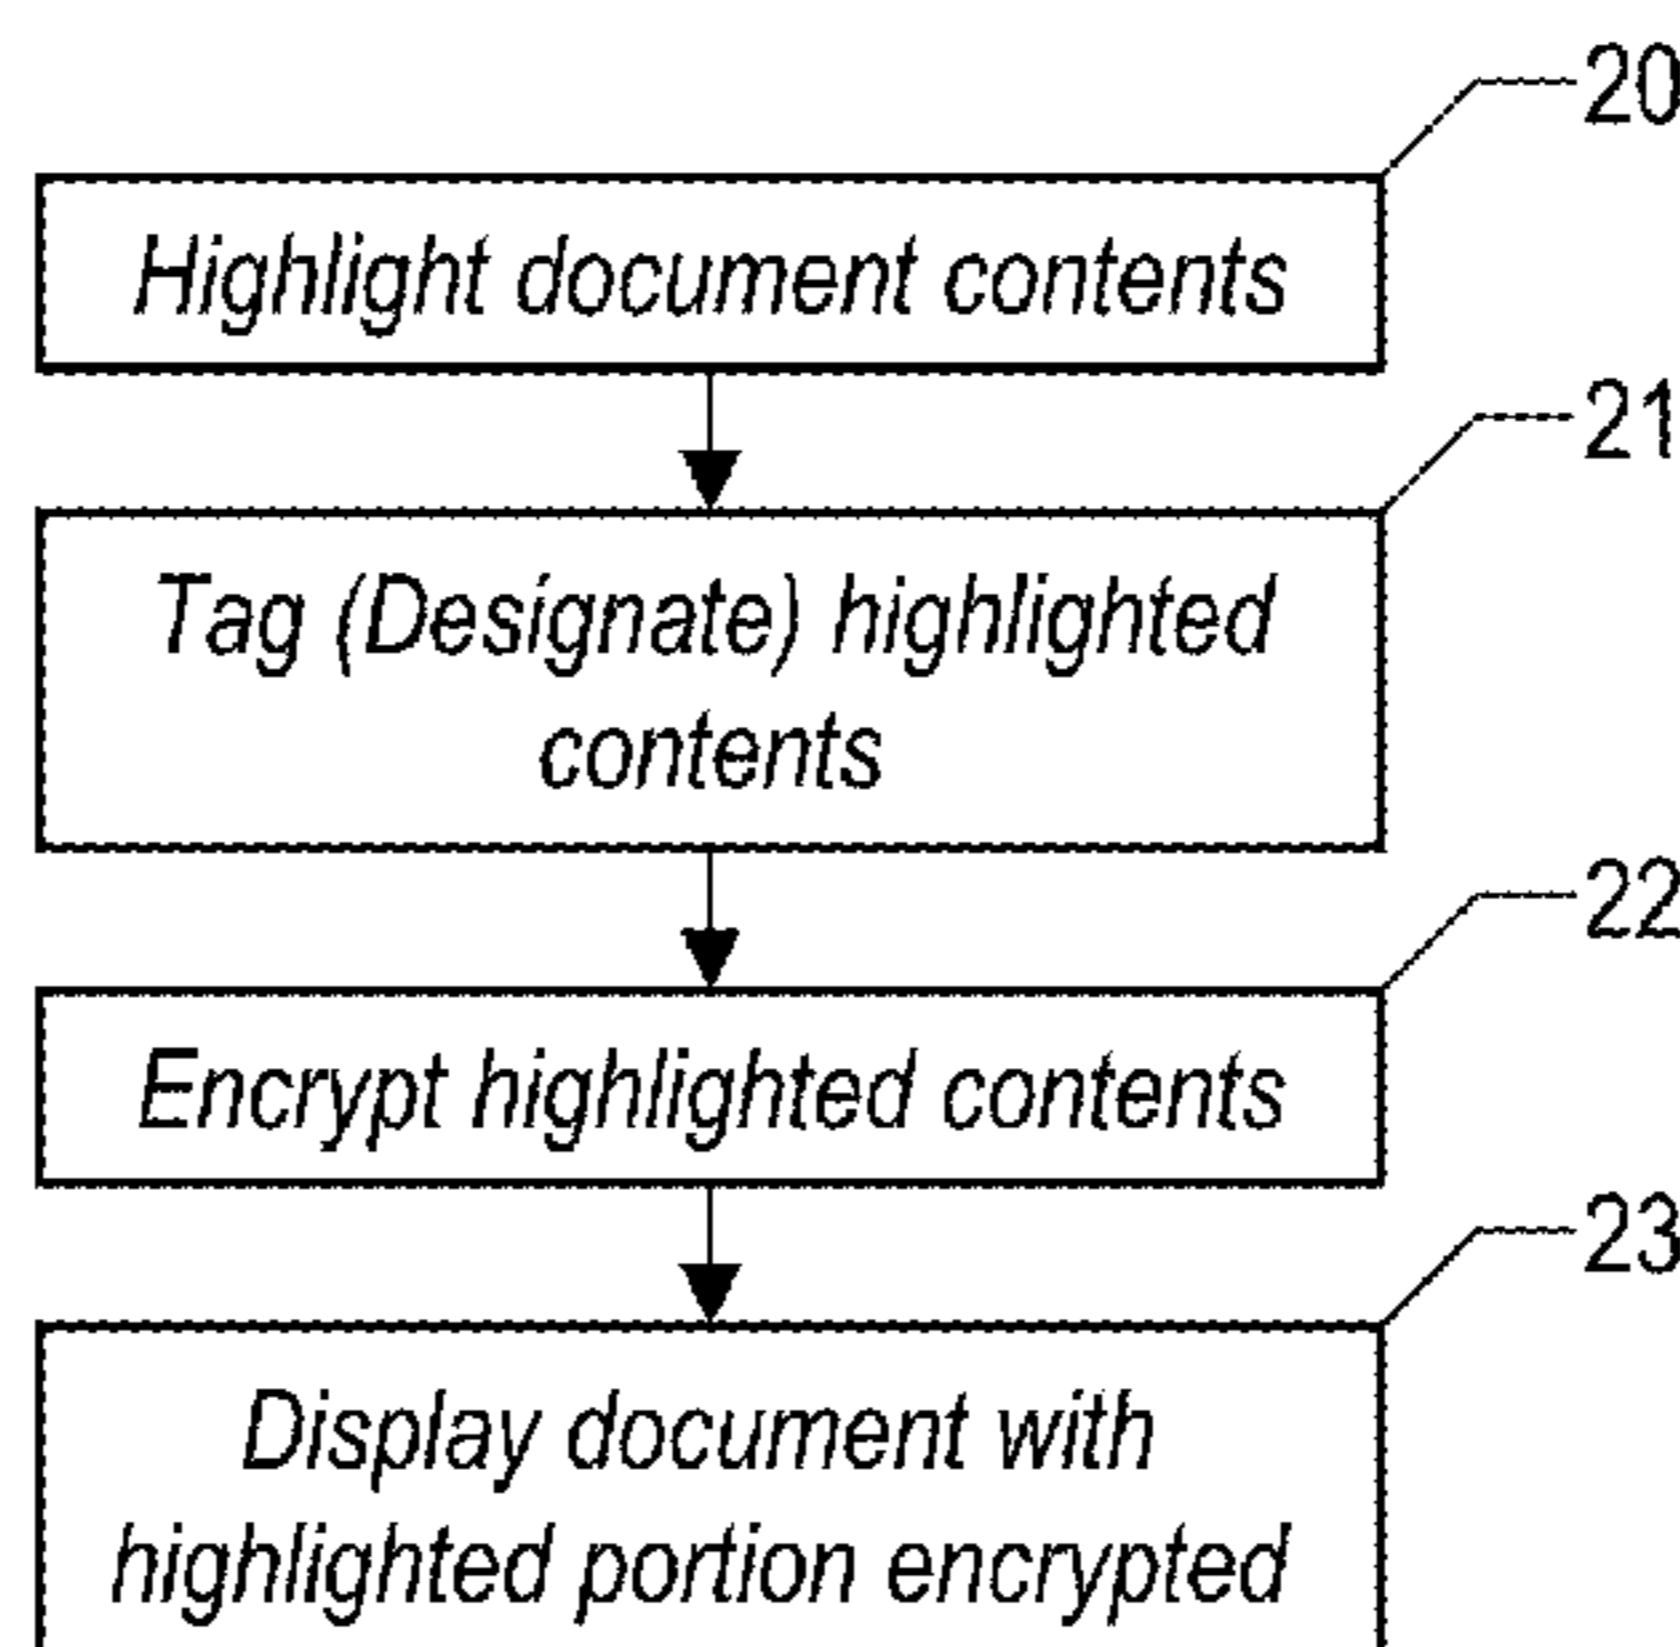 20
Highlight document contents
21
Tag (Designate) highlighted
contents
22
Encrypt highlighted contents
23
Display document with
highlighted portion encrypted